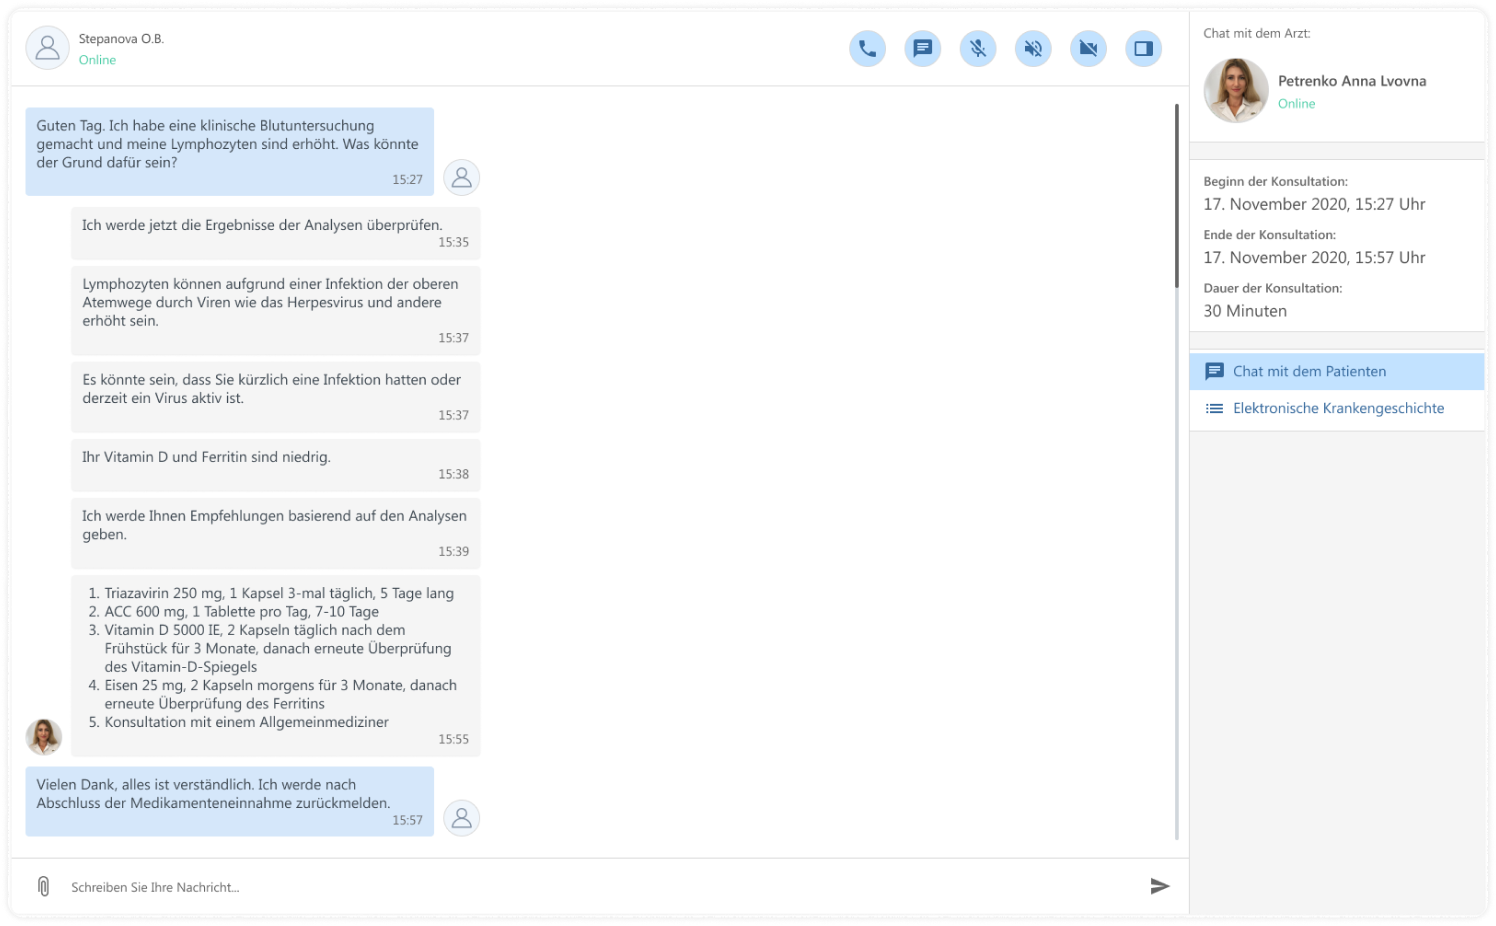 Stepanova O.B.
Online
Guten Tag. Ich habe eine klinische Blutuntersuchung
gemacht und meine Lymphozyten sind erhöht. Was könnte
der Grund dafür sein?
15:27
Ich werde jetzt die Ergebnisse der Analysen überprüfen.
15:35
Lymphozyten können aufgrund einer Infektion der oberen
Atemwege durch Viren wie das Herpesvirus und andere
erhöht sein.
15:37
Es könnte sein, dass Sie kürzlich eine Infektion hatten oder
derzeit ein Virus aktiv ist.
15:37
Ihr Vitamin D und Ferritin sind niedrig.
15:38
Ich werde Ihnen Empfehlungen basierend auf den Analysen
geben.
15:39
1. Triazavirin 250 mg, 1 Kapsel 3-mal täglich, 5 Tage lang
2. ACC 600 mg, 1 Tablette pro Tag, 7-10 Tage
3. Vitamin D 5000 IE, 2 Kapseln täglich nach dem
Frühstück für 3 Monate, danach erneute Überprüfung
des Vitamin-D-Spiegels
4. Eisen 25 mg, 2 Kapseln morgens für 3 Monate, danach
erneute Überprüfung des Ferritins
5. Konsultation mit einem Allgemeinmediziner
15:55
Vielen Dank, alles ist verständlich. Ich werde nach
Abschluss der Medikamenteneinnahme zurückmelden.
15:57
Schreiben Sie Ihre Nachricht...
Chat mit dem Arzt:
Petrenko Anna Lvovna
Online
Beginn der Konsultation:
17. November 2020, 15:27 Uhr
Ende der Konsultation:
17. November 2020, 15:57 Uhr
Dauer der Konsultation:
30 Minuten
Chat mit dem Patienten
Elektronische Krankengeschichte